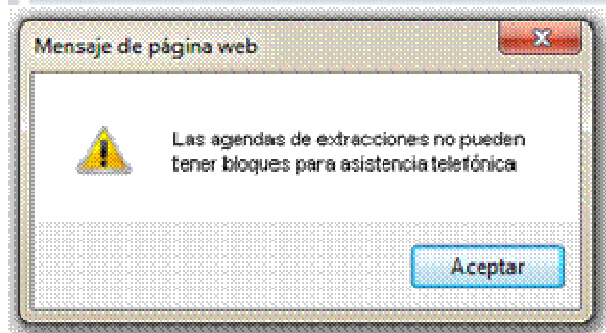 Mensaje de página web
Las agendas de extracciones no pueden
tener bloques para asistencia telefónica
Aceptar